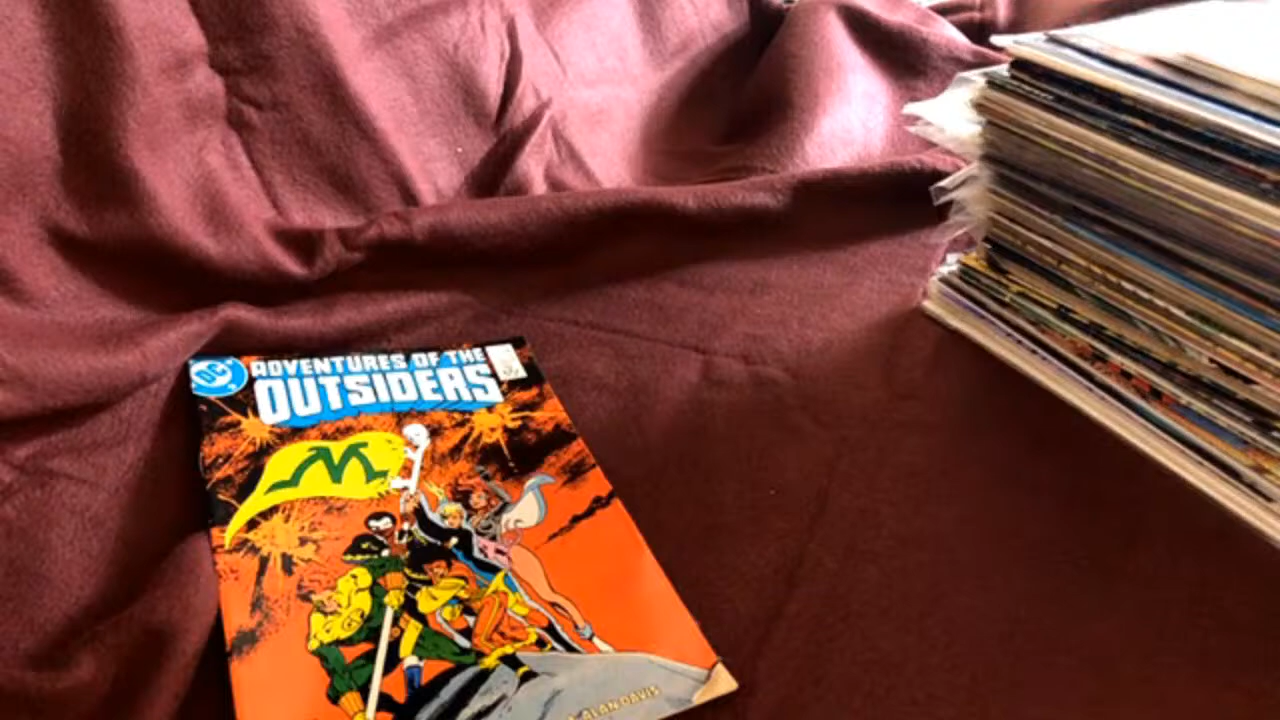 DC
ADVENTURES OF THE
OUTSIDERS
M
ALAN DAVIS